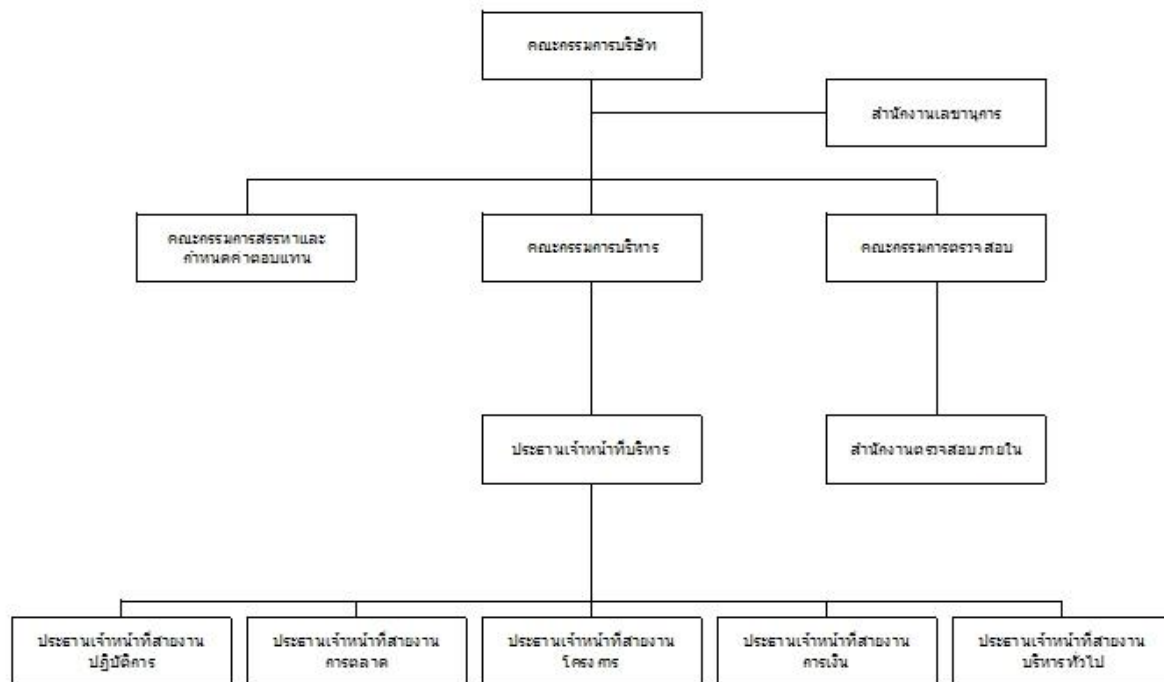 คณะกรรมการบริษัท
สำนักงานเลขานุการ
คณะกรรมการสรรหาและ
กำหนดค่าตอบแทน
คณะกรรมการบริหาร
คณะกรรมการตรวจสอบ
ประธานเจ้าหน้าที่บริหาร
สำนักงานตรวจสอบภายใน
ประธานเจ้าหน้าที่สายงาน
ปฏิบัติการ
ประธานเจ้าหน้าที่สายงาน
การตลาด
ประธานเจ้าหน้าที่สายงาน
โครงการ
ประธานเจ้าหน้าที่สายงาน
การเงิน
ประธานเจ้าหน้าที่สายงาน
บริหารทั่วไป